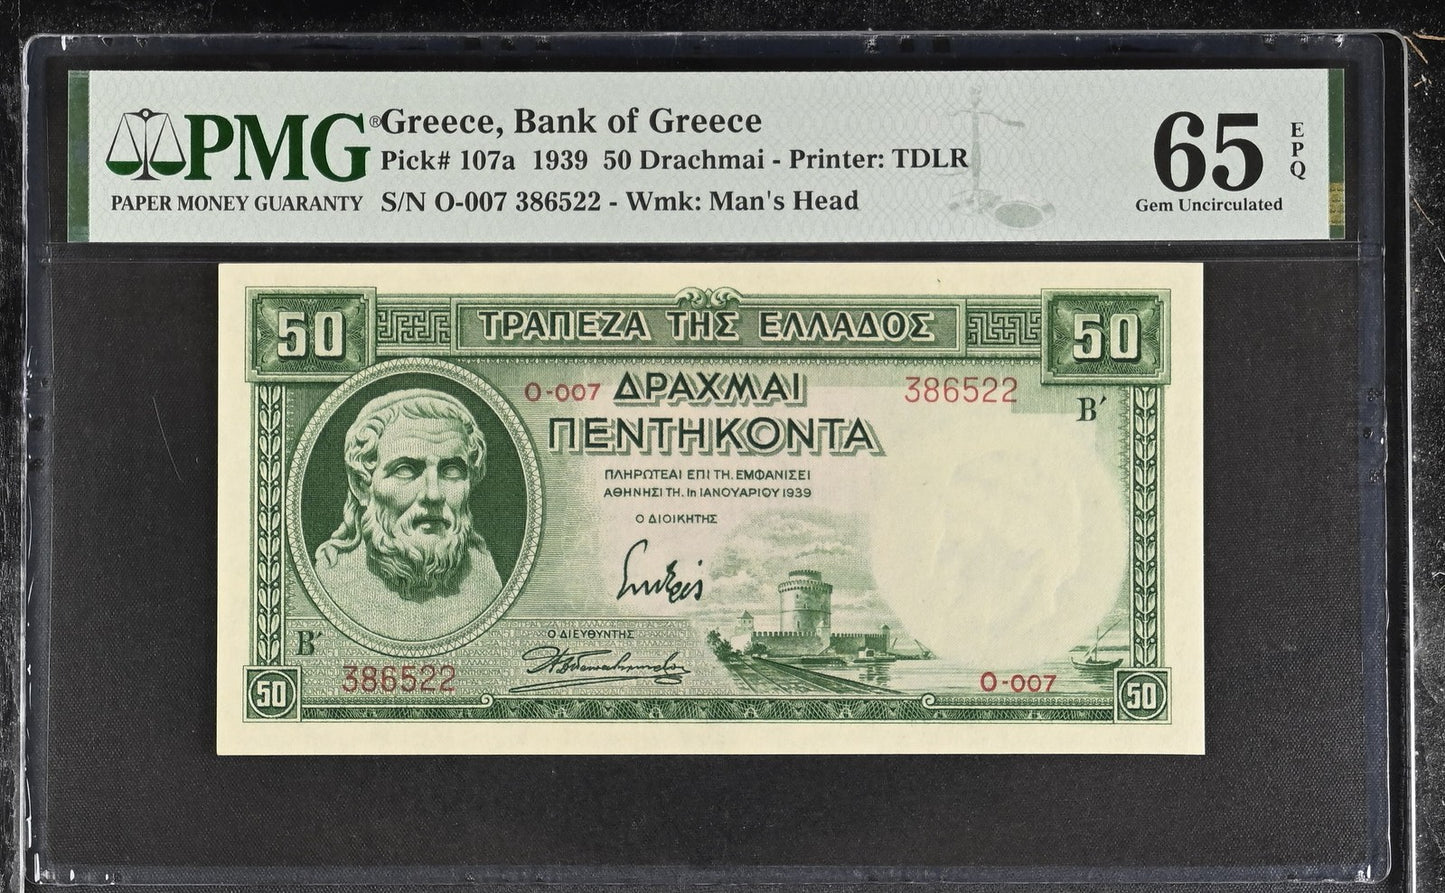 PMG®
PAPER MONEY GUARANTY
Greece, Bank of Greece
Pick# 107a 1939 50 Drachmai - Printer: TDLR
S/N O-007 386522 - Wmk: Man's Head
65
EPQ
Gem Uncirculated
50 ΤΡΑΠΕΖΑ ΤΗΣ ΕΛΛΑΔΟΣ 50
O-007 ΔΡΑΧΜΑΙ 386522
Β′
ΠΕΝΤΗΚΟΝΤΑ
ΠΛΗΡΩΤΕΑΙ ΕΠΙ ΤΗ. ΕΜΦΑΝΙΣΕΙ
ΑΘΗΝΗΣΙ ΤΗ. 1η ΙΑΝΟΥΑΡΙΟΥ 1939
Ο ΔΙΟΙΚΗΤΗΣ
Ο ΔΙΕΥΘΥΝΤΗΣ
Β′
386522
O-007
50 50